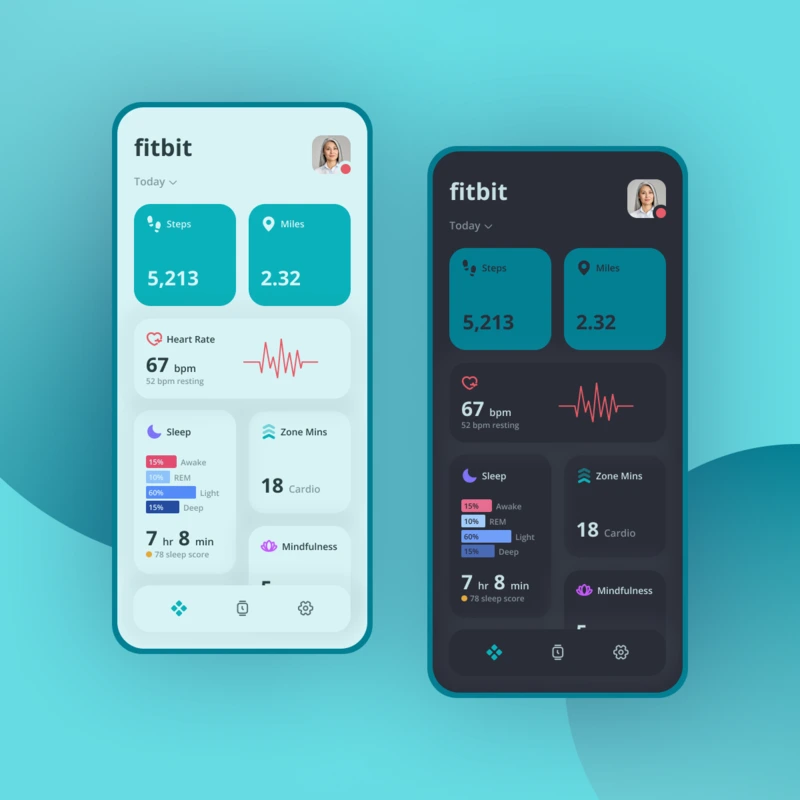 fitbit
Today
Steps
Miles
5,213
2.32
Heart Rate
67 bpm
52 bpm resting
Sleep
Zone Mins
15% Awake
10% REM
60% Light
15% Deep
18 Cardio
7 hr 8 min
78 sleep score
Mindfulness
fitbit
Today
Steps
Miles
5,213
2.32
67 bpm
52 bpm resting
Sleep
Zone Mins
15% Awake
10% REM
60% Light
15% Deep
18 Cardio
7 hr 8 min
78 sleep score
Mindfulness